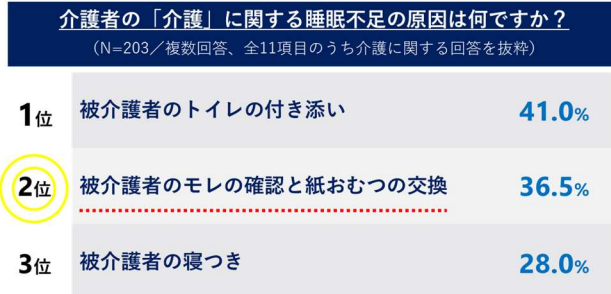 介護者の「介護」に関する睡眠不足の原因は何ですか？
（N=203／複数回答、全11項目のうち介護に関する回答を抜粋）
1位 被介護者のトイレの付き添い 41.0%
2位 被介護者のモレの確認と紙おむつの交換 36.5%
3位 被介護者の寝つき 28.0%